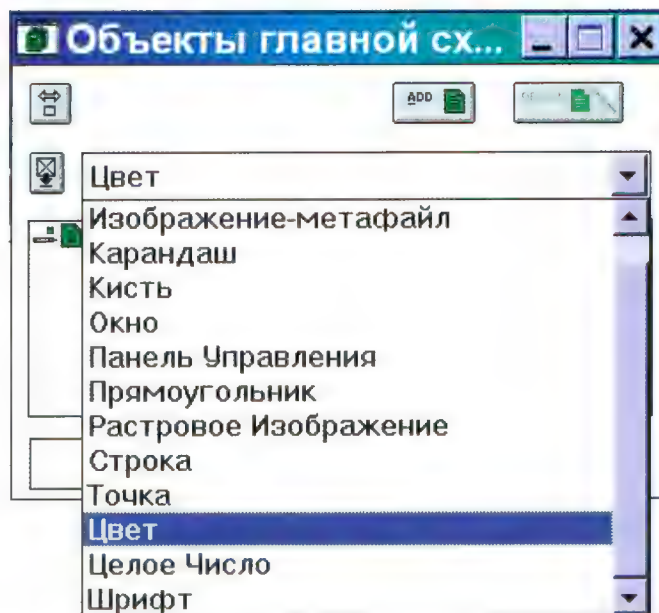 Объекты главной сх...
ADD
Цвет
Изображение-метафайл
Карандаш
Кисть
Окно
Панель Управления
Прямоугольник
Растровое Изображение
Строка
Точка
Цвет
Целое Число
Шрифт